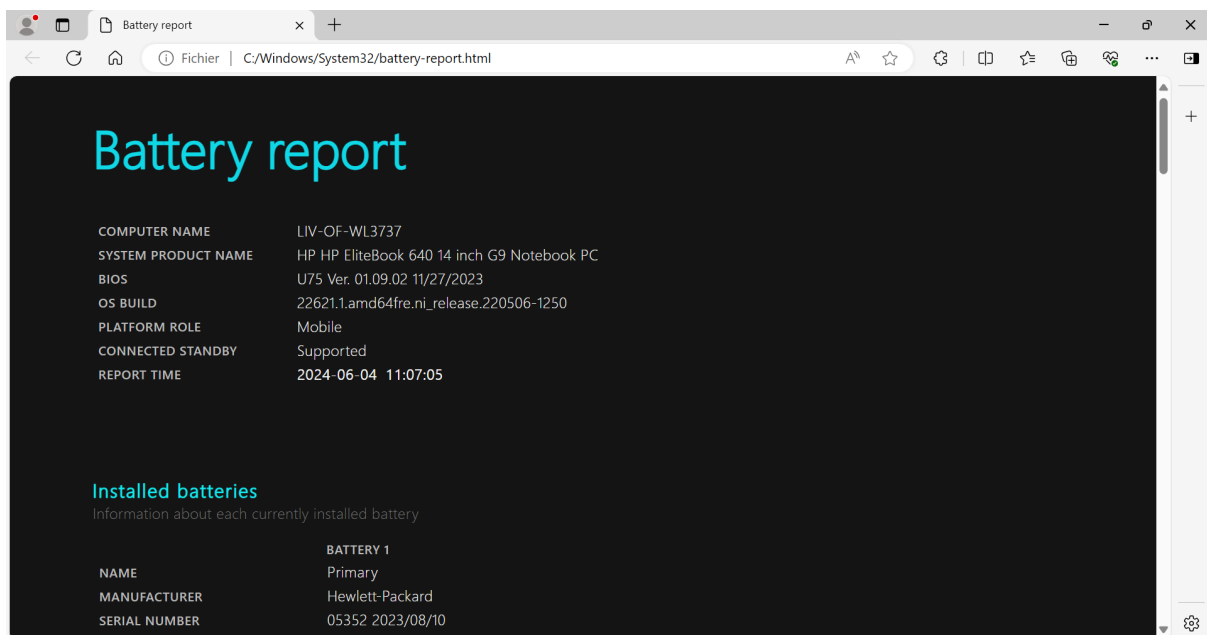 Battery report
Fichier | C:/Windows/System32/battery-report.html
Battery report
COMPUTER NAME LIV-OF-WL3737
SYSTEM PRODUCT NAME HP HP EliteBook 640 14 inch G9 Notebook PC
BIOS U75 Ver. 01.09.02 11/27/2023
OS BUILD 22621.1.amd64fre.ni_release.220506-1250
PLATFORM ROLE Mobile
CONNECTED STANDBY Supported
REPORT TIME 2024-06-04 11:07:05
Installed batteries
Information about each currently installed battery
BATTERY 1
NAME Primary
MANUFACTURER Hewlett-Packard
SERIAL NUMBER 05352 2023/08/10